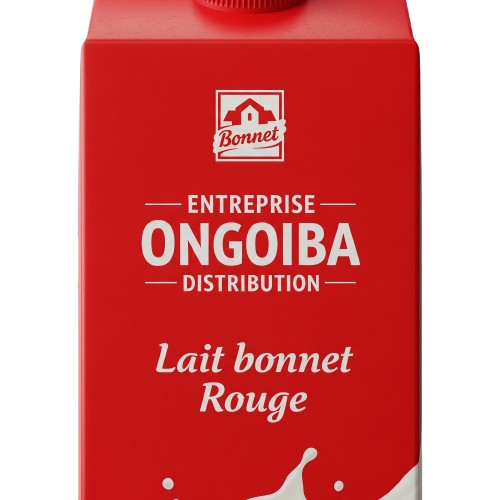 Bonnet
ENTREPRISE
ONGOIBA
DISTRIBUTION
Lait bonnet
Rouge